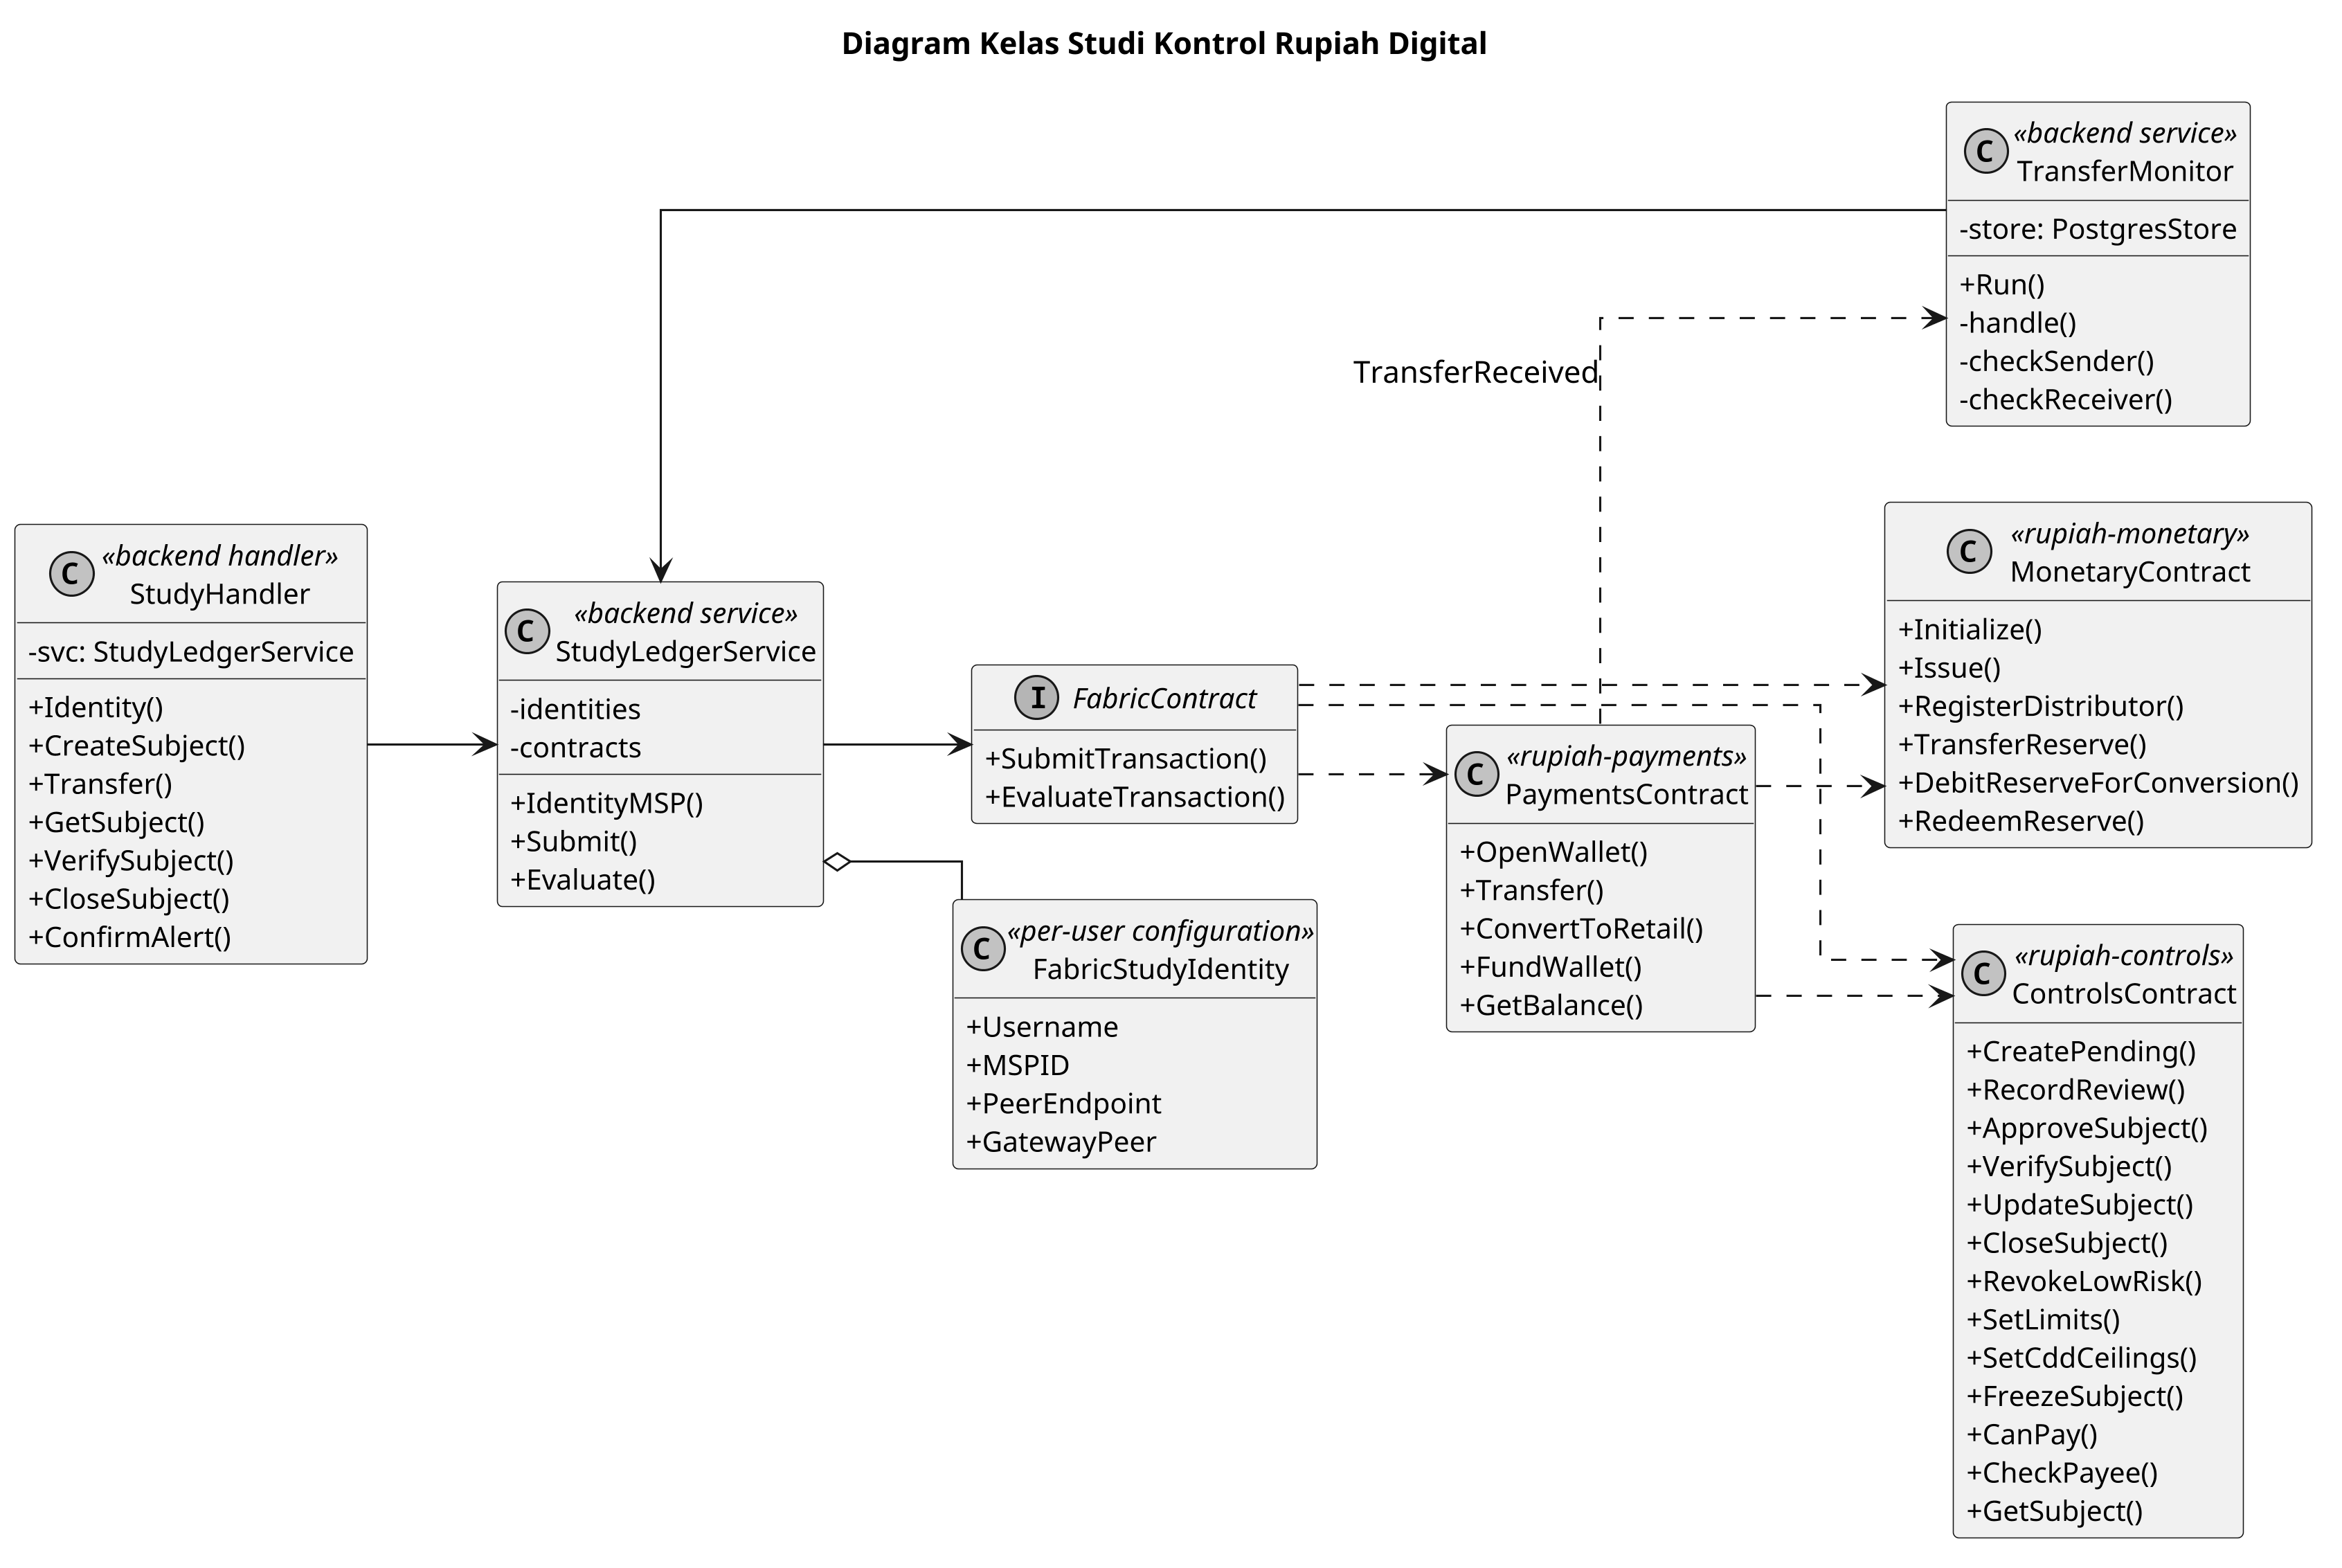 Diagram Kelas Studi Kontrol Rupiah Digital
C
«backend service»
TransferMonitor
-store: PostgresStore
+Run()
-handle()
-checkSender()
-checkReceiver()
TransferReceived
C
«backend handler»
StudyHandler
-svc: StudyLedgerService
+Identity()
+CreateSubject()
+Transfer()
+GetSubject()
+VerifySubject()
+CloseSubject()
+ConfirmAlert()
C
«backend service»
StudyLedgerService
-identities
-contracts
+IdentityMSP()
+Submit()
+Evaluate()
I
FabricContract
+SubmitTransaction()
+EvaluateTransaction()
C
«per-user configuration»
FabricStudyIdentity
+Username
+MSPID
+PeerEndpoint
+GatewayPeer
C
«rupiah-payments»
PaymentsContract
+OpenWallet()
+Transfer()
+ConvertToRetail()
+FundWallet()
+GetBalance()
C
«rupiah-monetary»
MonetaryContract
+Initialize()
+Issue()
+RegisterDistributor()
+TransferReserve()
+DebitReserveForConversion()
+RedeemReserve()
C
«rupiah-controls»
ControlsContract
+CreatePending()
+RecordReview()
+ApproveSubject()
+VerifySubject()
+UpdateSubject()
+CloseSubject()
+RevokeLowRisk()
+SetLimits()
+SetCddCeilings()
+FreezeSubject()
+CanPay()
+CheckPayee()
+GetSubject()